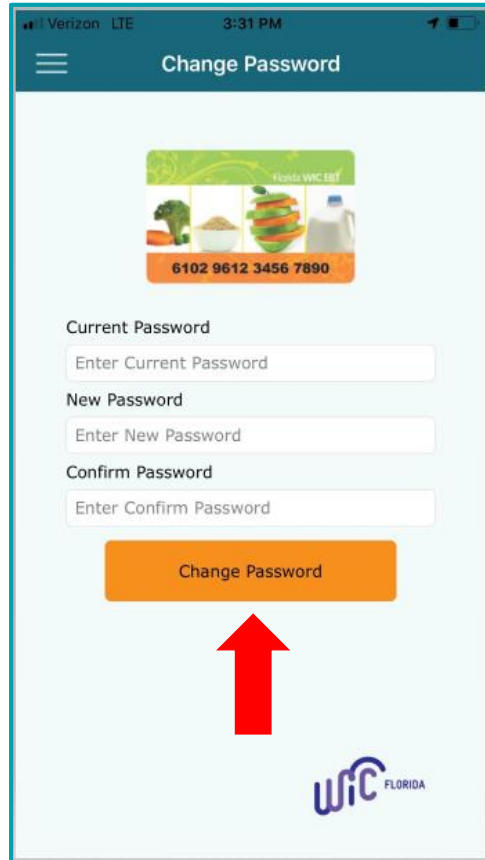 Verizon LTE 3:31 PM
Change Password
Florida WIC EBT
6102 9612 3456 7890
Current Password
Enter Current Password
New Password
Enter New Password
Confirm Password
Enter Confirm Password
Change Password
WIC FLORIDA